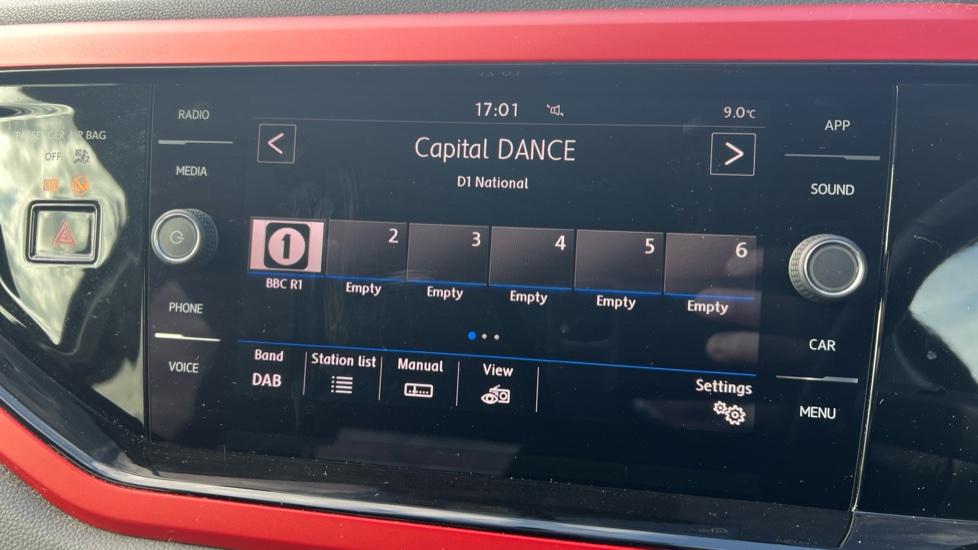 PASSENGER AIR BAG
OFF
ON
RADIO
MEDIA
PHONE
VOICE
17:01
9.0°C
<
Capital DANCE
>
D1 National
1 2 3 4 5 6
BBC R1 Empty Empty Empty Empty Empty
Band Station list Manual View Settings
DAB
APP
SOUND
CAR
MENU